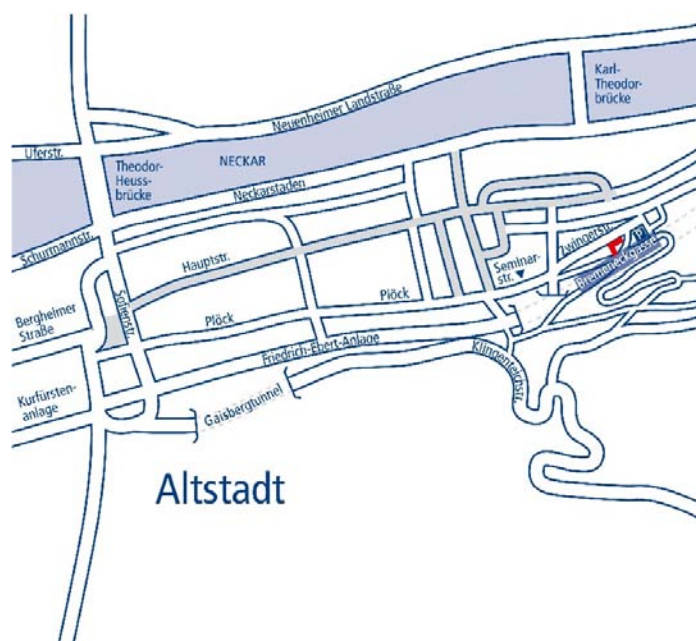 Karl-
Theodor-
brücke
Neuenheimer Landstraße
Uferstr.
Theodor-
Heuss-
brücke
NECKAR
Neckarstaden
Schurmannstr.
Hauptstr.
Zwingerstr.
P
Seminar-
str.
Bremeneckgasse
Sofienstr.
Bergheimer
Straße
Plöck
Plöck
Friedrich-Ebert-Anlage
Klingenteichstr.
Kurfürsten-
anlage
Gaisbergtunnel
Altstadt